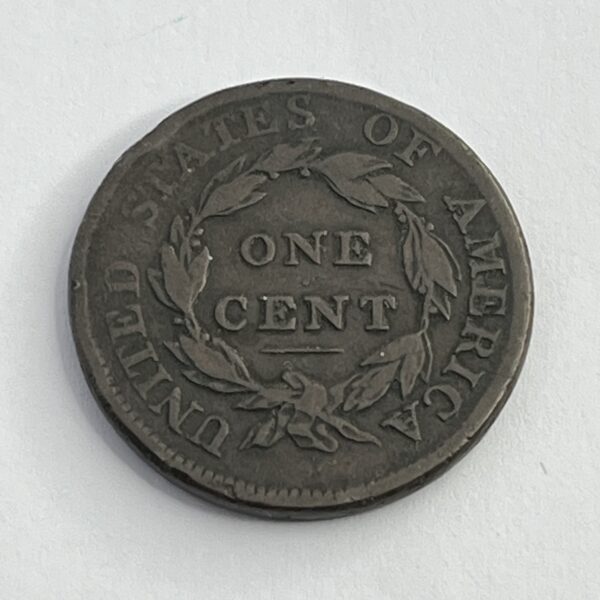 UNITED STATES OF AMERICA
ONE
CENT